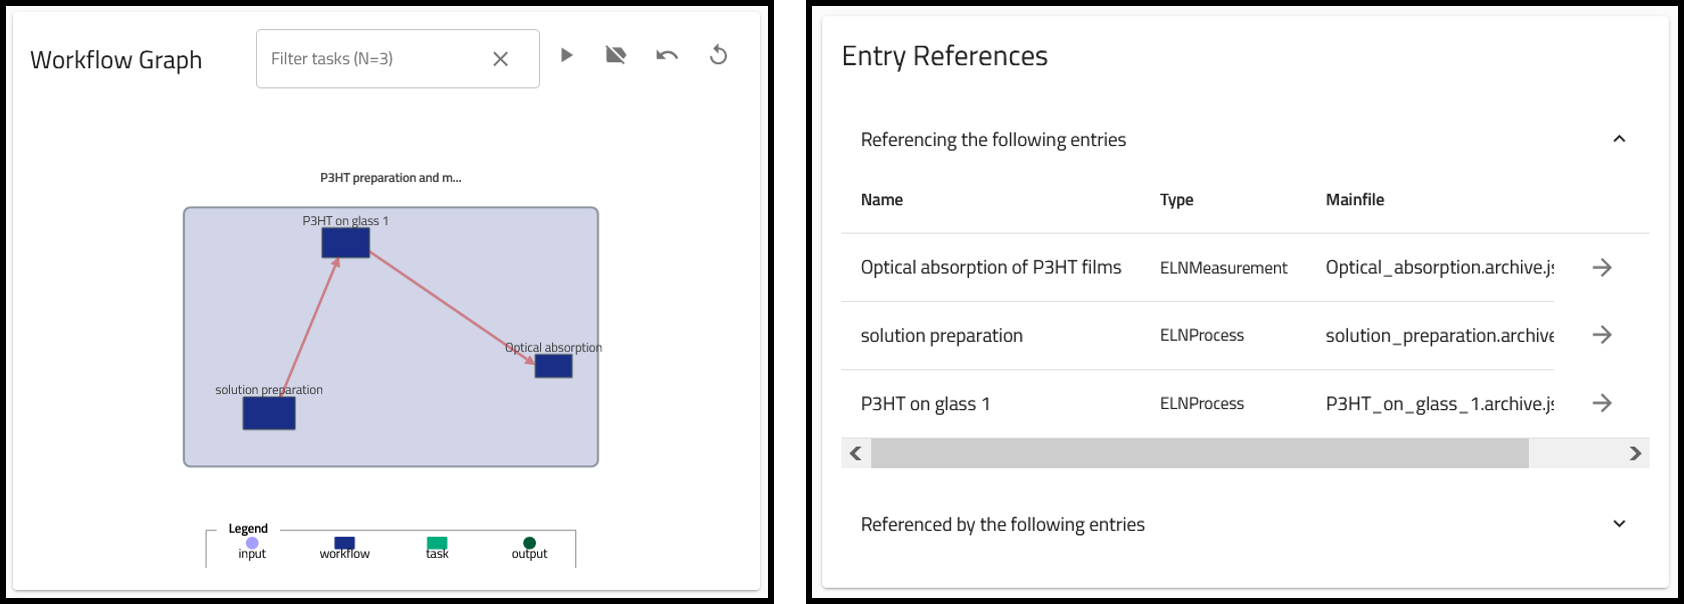 Workflow Graph
Filter tasks (N=3)
P3HT preparation and m...
P3HT on glass 1
Optical absorption
solution preparation
Legend
input
workflow
task
output
Entry References
Referencing the following entries
Name Type Mainfile
Optical absorption of P3HT films ELNMeasurement Optical_absorption.archive.js
solution preparation ELNProcess solution_preparation.archive
P3HT on glass 1 ELNProcess P3HT_on_glass_1.archive.js
Referenced by the following entries